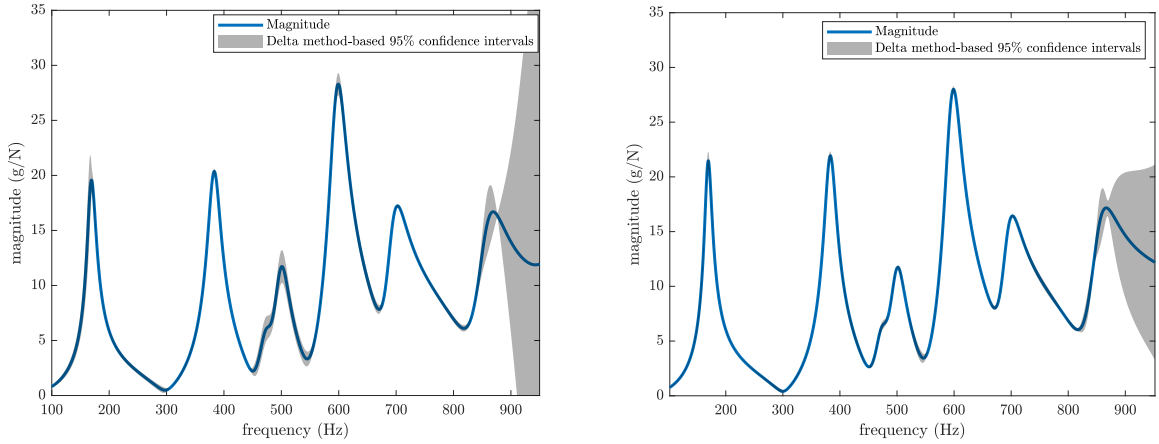 35
30
25
20
15
10
5
0
magnitude (g/N)
Magnitude
Delta method-based 95% confidence intervals
100 200 300 400 500 600 700 800 900
frequency (Hz)
35
30
25
20
15
10
5
0
magnitude (g/N)
Magnitude
Delta method-based 95% confidence intervals
200 300 400 500 600 700 800 900
frequency (Hz)